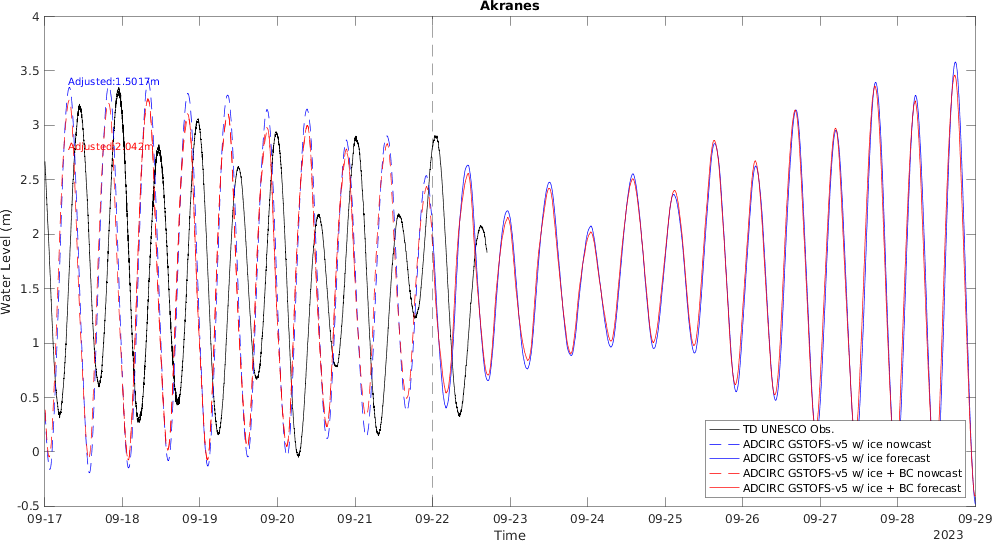 Akranes
4
3.5
3
2.5
2
1.5
1
0.5
0
-0.5
Water Level (m)
Adjusted:1.5017m
Adjusted:2.042m
TD UNESCO Obs.
ADCIRC GSTOFS-v5 w/ ice nowcast
ADCIRC GSTOFS-v5 w/ ice forecast
ADCIRC GSTOFS-v5 w/ ice + BC nowcast
ADCIRC GSTOFS-v5 w/ ice + BC forecast
09-17 09-18 09-19 09-20 09-21 09-22 09-23 09-24 09-25 09-26 09-27 09-28 09-29
Time
2023